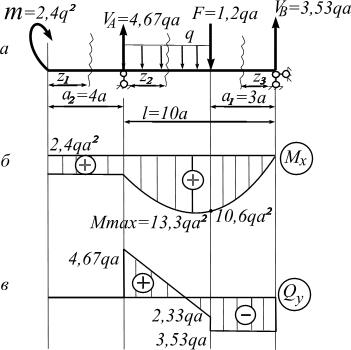 m=2,4q²
V_A=4,67qa
F=1,2qa
V_B=3,53qa
q
а
z₁
z₂
z₃
a₂=4a
a₁=3a
l=10a
б
2,4qa²
+
+
Mₓ
Mmax=13,3qa²
10,6qa²
в
4,67qa
+
Q_y
2,33qa
−
3,53qa